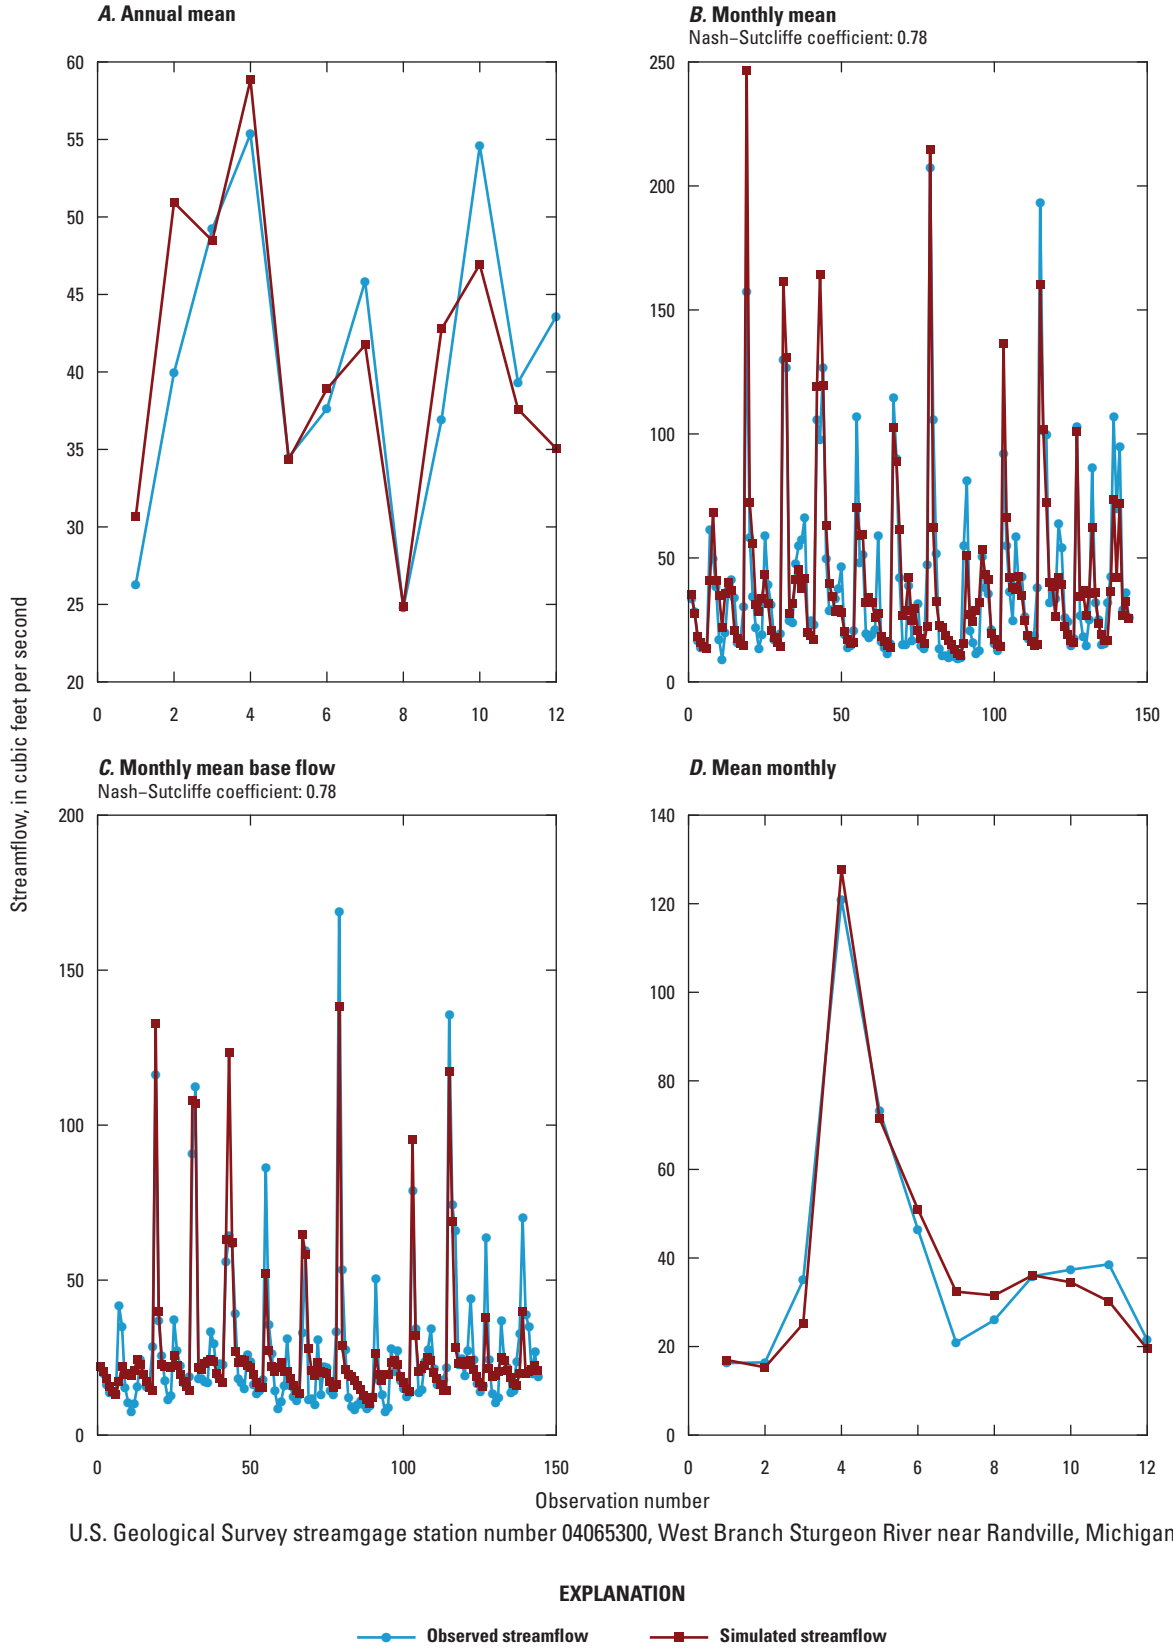 A. Annual mean
60
55
50
45
40
35
30
25
20
0 2 4 6 8 10 12
B. Monthly mean
Nash–Sutcliffe coefficient: 0.78
250
200
150
100
50
0
0 50 100 150
Streamflow, in cubic feet per second
C. Monthly mean base flow
Nash–Sutcliffe coefficient: 0.78
200
150
100
50
0
0 50 100 150
D. Mean monthly
140
120
100
80
60
40
20
0
0 2 4 6 8 10 12
Observation number
U.S. Geological Survey streamgage station number 04065300, West Branch Sturgeon River near Randville, Michigan
EXPLANATION
Observed streamflow
Simulated streamflow